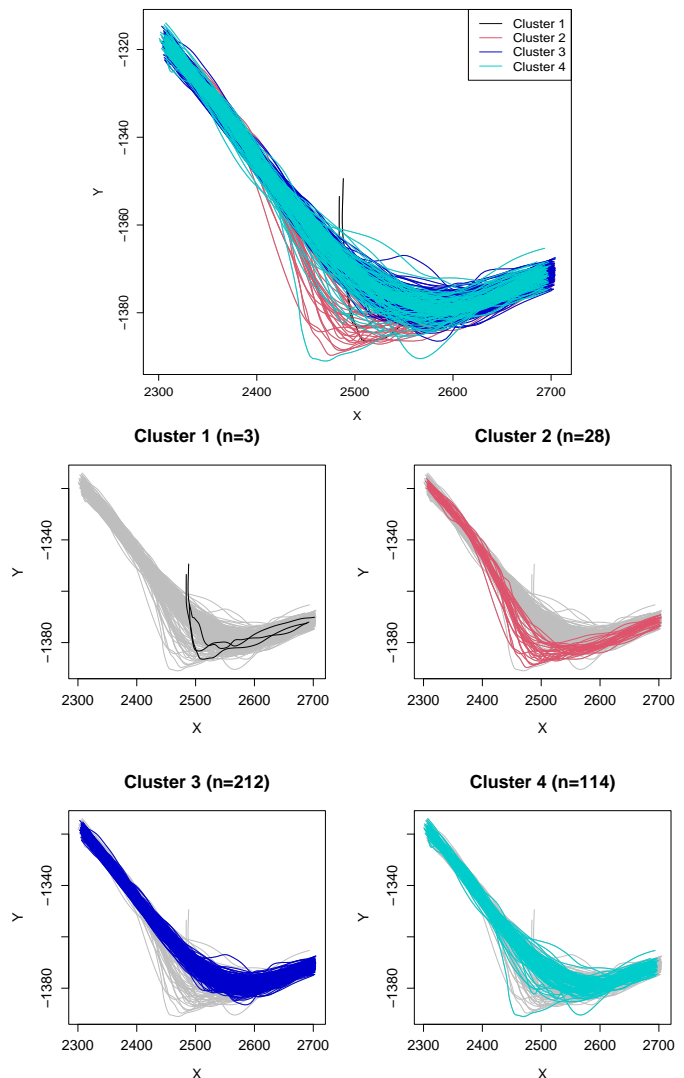 Cluster 1
Cluster 2
Cluster 3
Cluster 4
−1320
−1340
−1360
−1380
Y
2300 2400 2500 2600 2700
X
Cluster 1 (n=3) Cluster 2 (n=28)
−1340 −1340
Y Y
−1380 −1380
2300 2400 2500 2600 2700 2300 2400 2500 2600 2700
X X
Cluster 3 (n=212) Cluster 4 (n=114)
−1340 −1340
Y Y
−1380 −1380
2300 2400 2500 2600 2700 2300 2400 2500 2600 2700
X X